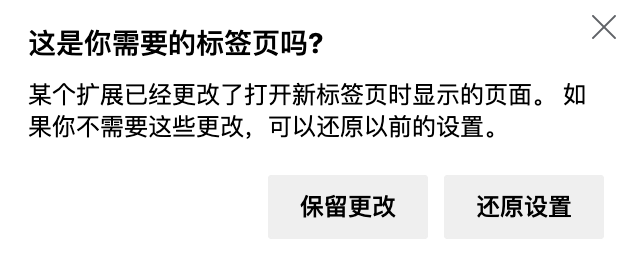 这是你需要的标签页吗?
某个扩展已经更改了打开新标签页时显示的页面。 如
果你不需要这些更改，可以还原以前的设置。
保留更改
还原设置